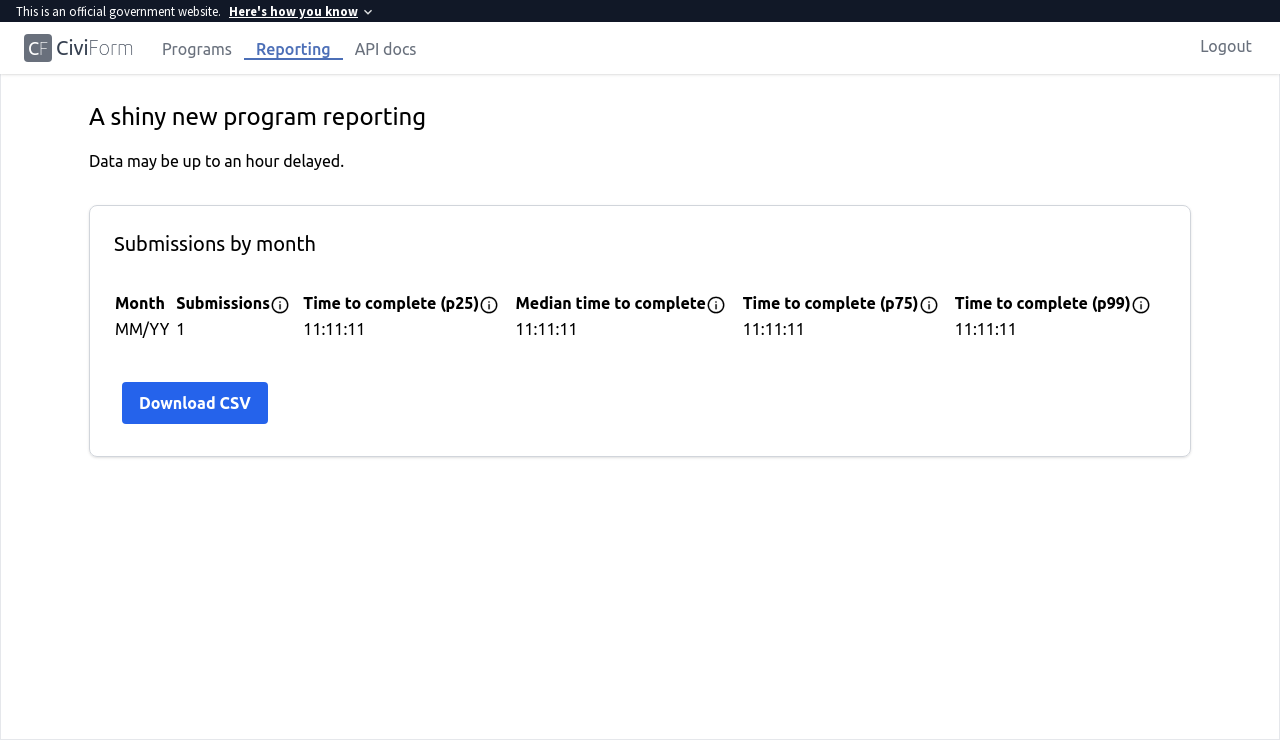 This is an official government website. Here's how you know
CF CiviForm Programs Reporting API docs Logout
A shiny new program reporting
Data may be up to an hour delayed.
Submissions by month
Month Submissions Time to complete (p25) Median time to complete Time to complete (p75) Time to complete (p99)
MM/YY 1 11:11:11 11:11:11 11:11:11 11:11:11
Download CSV